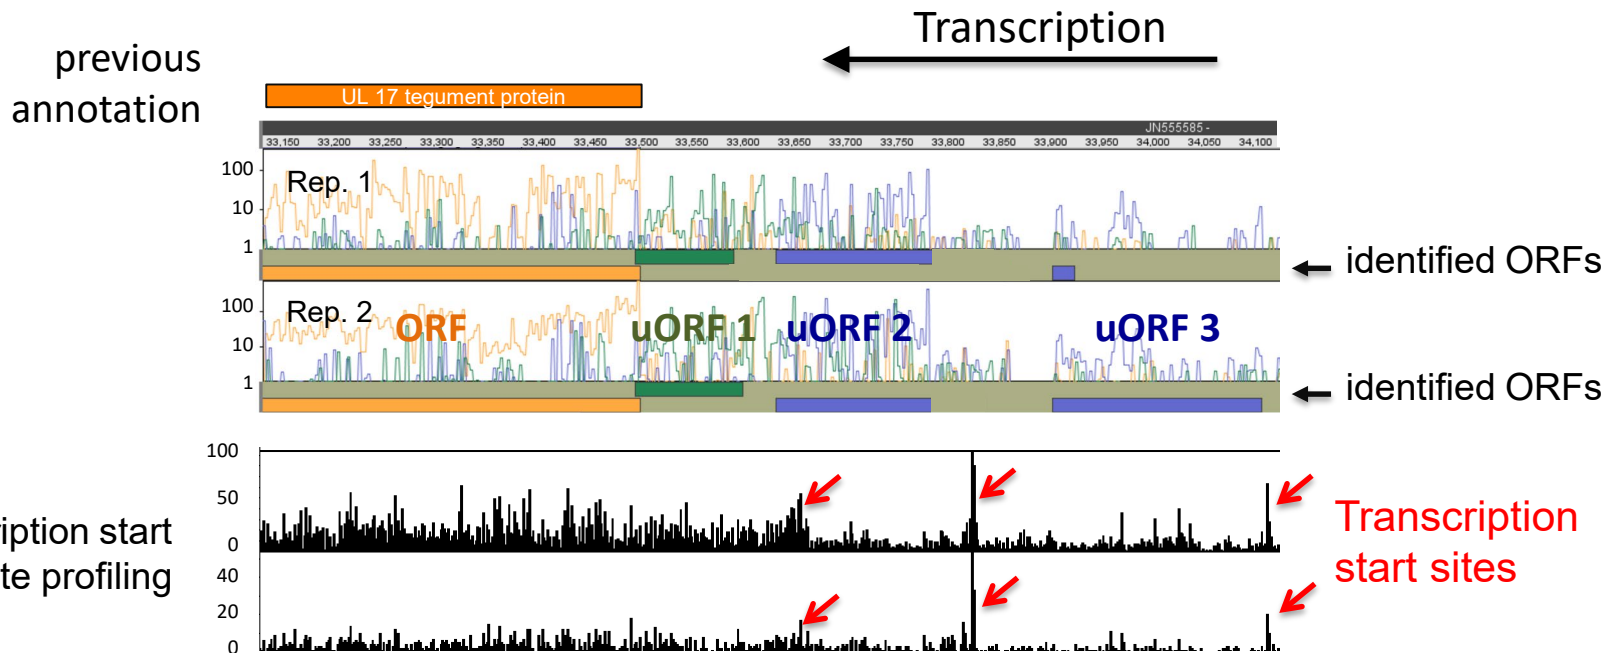 Transcription
previous
annotation
UL 17 tegument protein
JN555585 -
33,150 33,200 33,250 33,300 33,350 33,400 33,450 33,500 33,550 33,600 33,650 33,700 33,750 33,800 33,850 33,900 33,950 34,000 34,050 34,100
100
Rep. 1
10
1
identified ORFs
100
Rep. 2
ORF uORF 1 uORF 2 uORF 3
10
1
identified ORFs
100
50
0
iption start
te profiling
40
20
0
Transcription
start sites